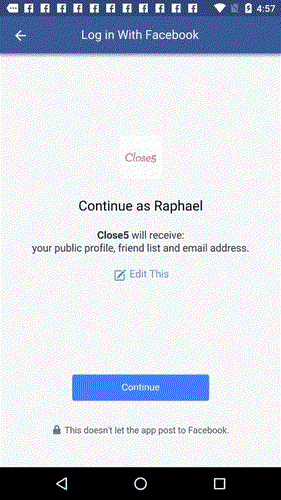 4:57
Log in With Facebook
Close5
Continue as Raphael
Close5 will receive:
your public profile, friend list and email address.
Edit This
Continue
This doesn't let the app post to Facebook.